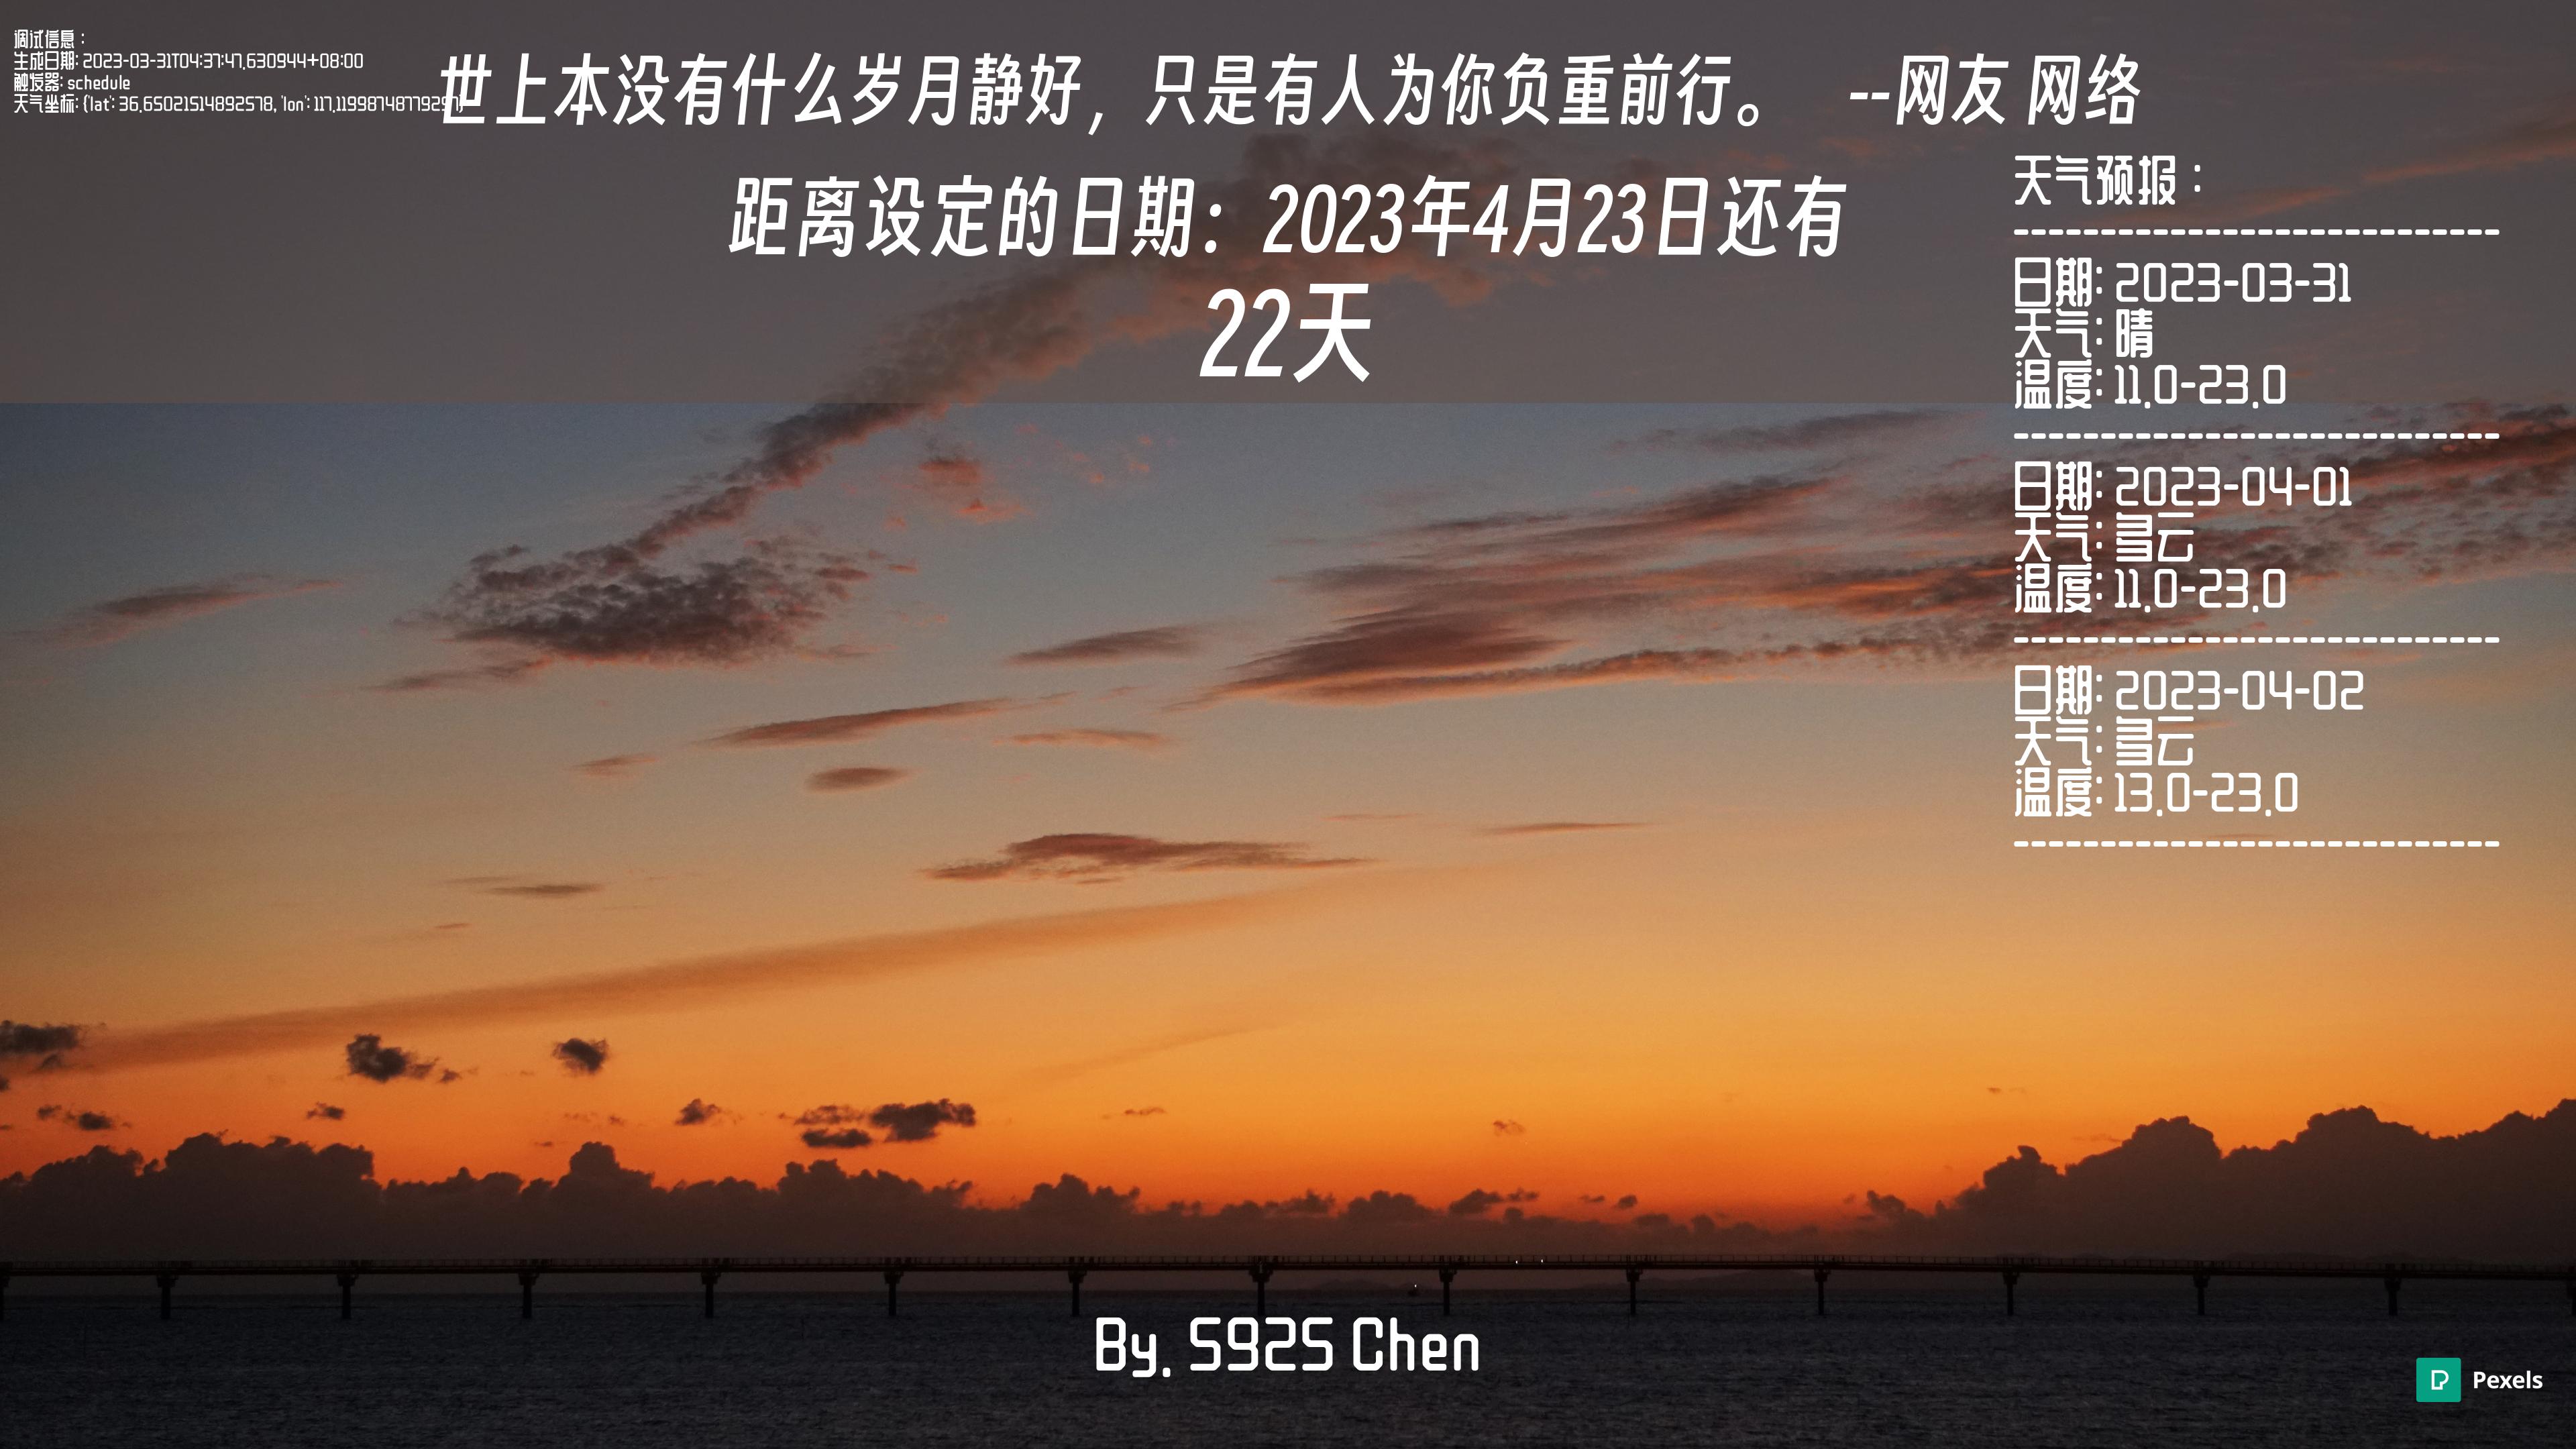 调试信息：
生成日期: 2023-03-31T04:37:47.630944+08:00
触发器: schedule
天气坐标: {'lat': 36.65021514892578, 'lon': 117.11998748779297}
世上本没有什么岁月静好，只是有人为你负重前行。 --网友 网络
距离设定的日期：2023年4月23日还有
22天
天气预报：
----------------------------
日期: 2023-03-31
天气: 晴
温度: 11.0-23.0
----------------------------
日期: 2023-04-01
天气: 多云
温度: 11.0-23.0
----------------------------
日期: 2023-04-02
天气: 多云
温度: 13.0-23.0
----------------------------
By. S92S Chen
Pexels